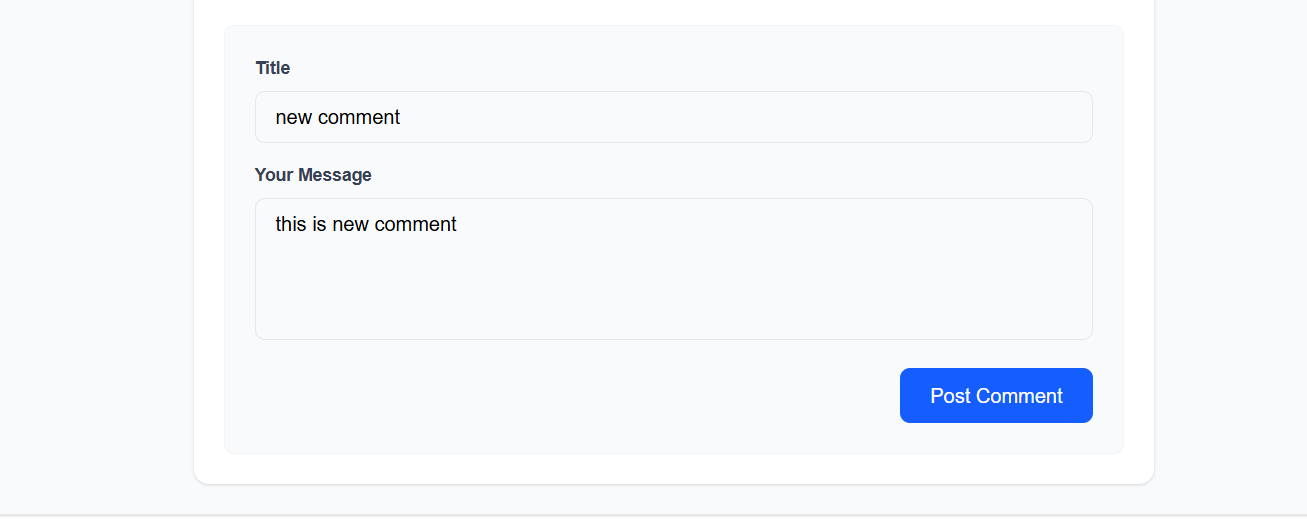 Title
new comment
Your Message
this is new comment
Post Comment